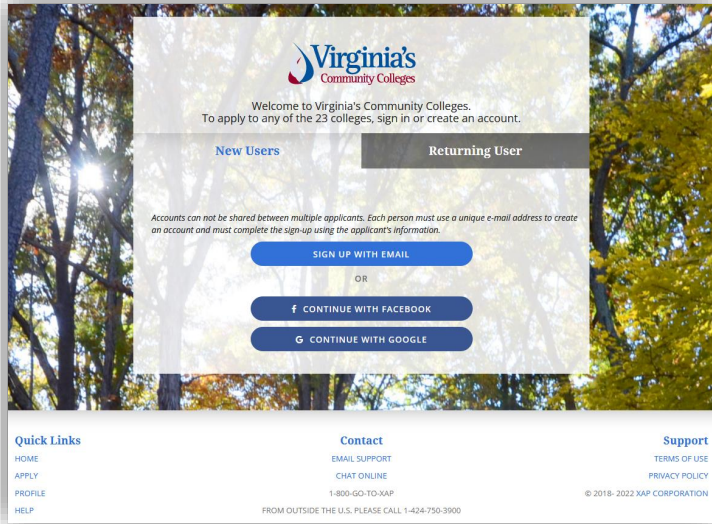 Virginia's
Community Colleges
Welcome to Virginia's Community Colleges.
To apply to any of the 23 colleges, sign in or create an account.
New Users
Returning User
Accounts can not be shared between multiple applicants. Each person must use a unique e-mail address to create
an account and must complete the sign-up using the applicant's information.
SIGN UP WITH EMAIL
OR
f CONTINUE WITH FACEBOOK
G CONTINUE WITH GOOGLE
Quick Links
HOME
APPLY
PROFILE
HELP
Contact
EMAIL SUPPORT
CHAT ONLINE
1-800-GO-TO-XAP
FROM OUTSIDE THE U.S. PLEASE CALL 1-424-750-3900
Support
TERMS OF USE
PRIVACY POLICY
© 2018- 2022 XAP CORPORATION